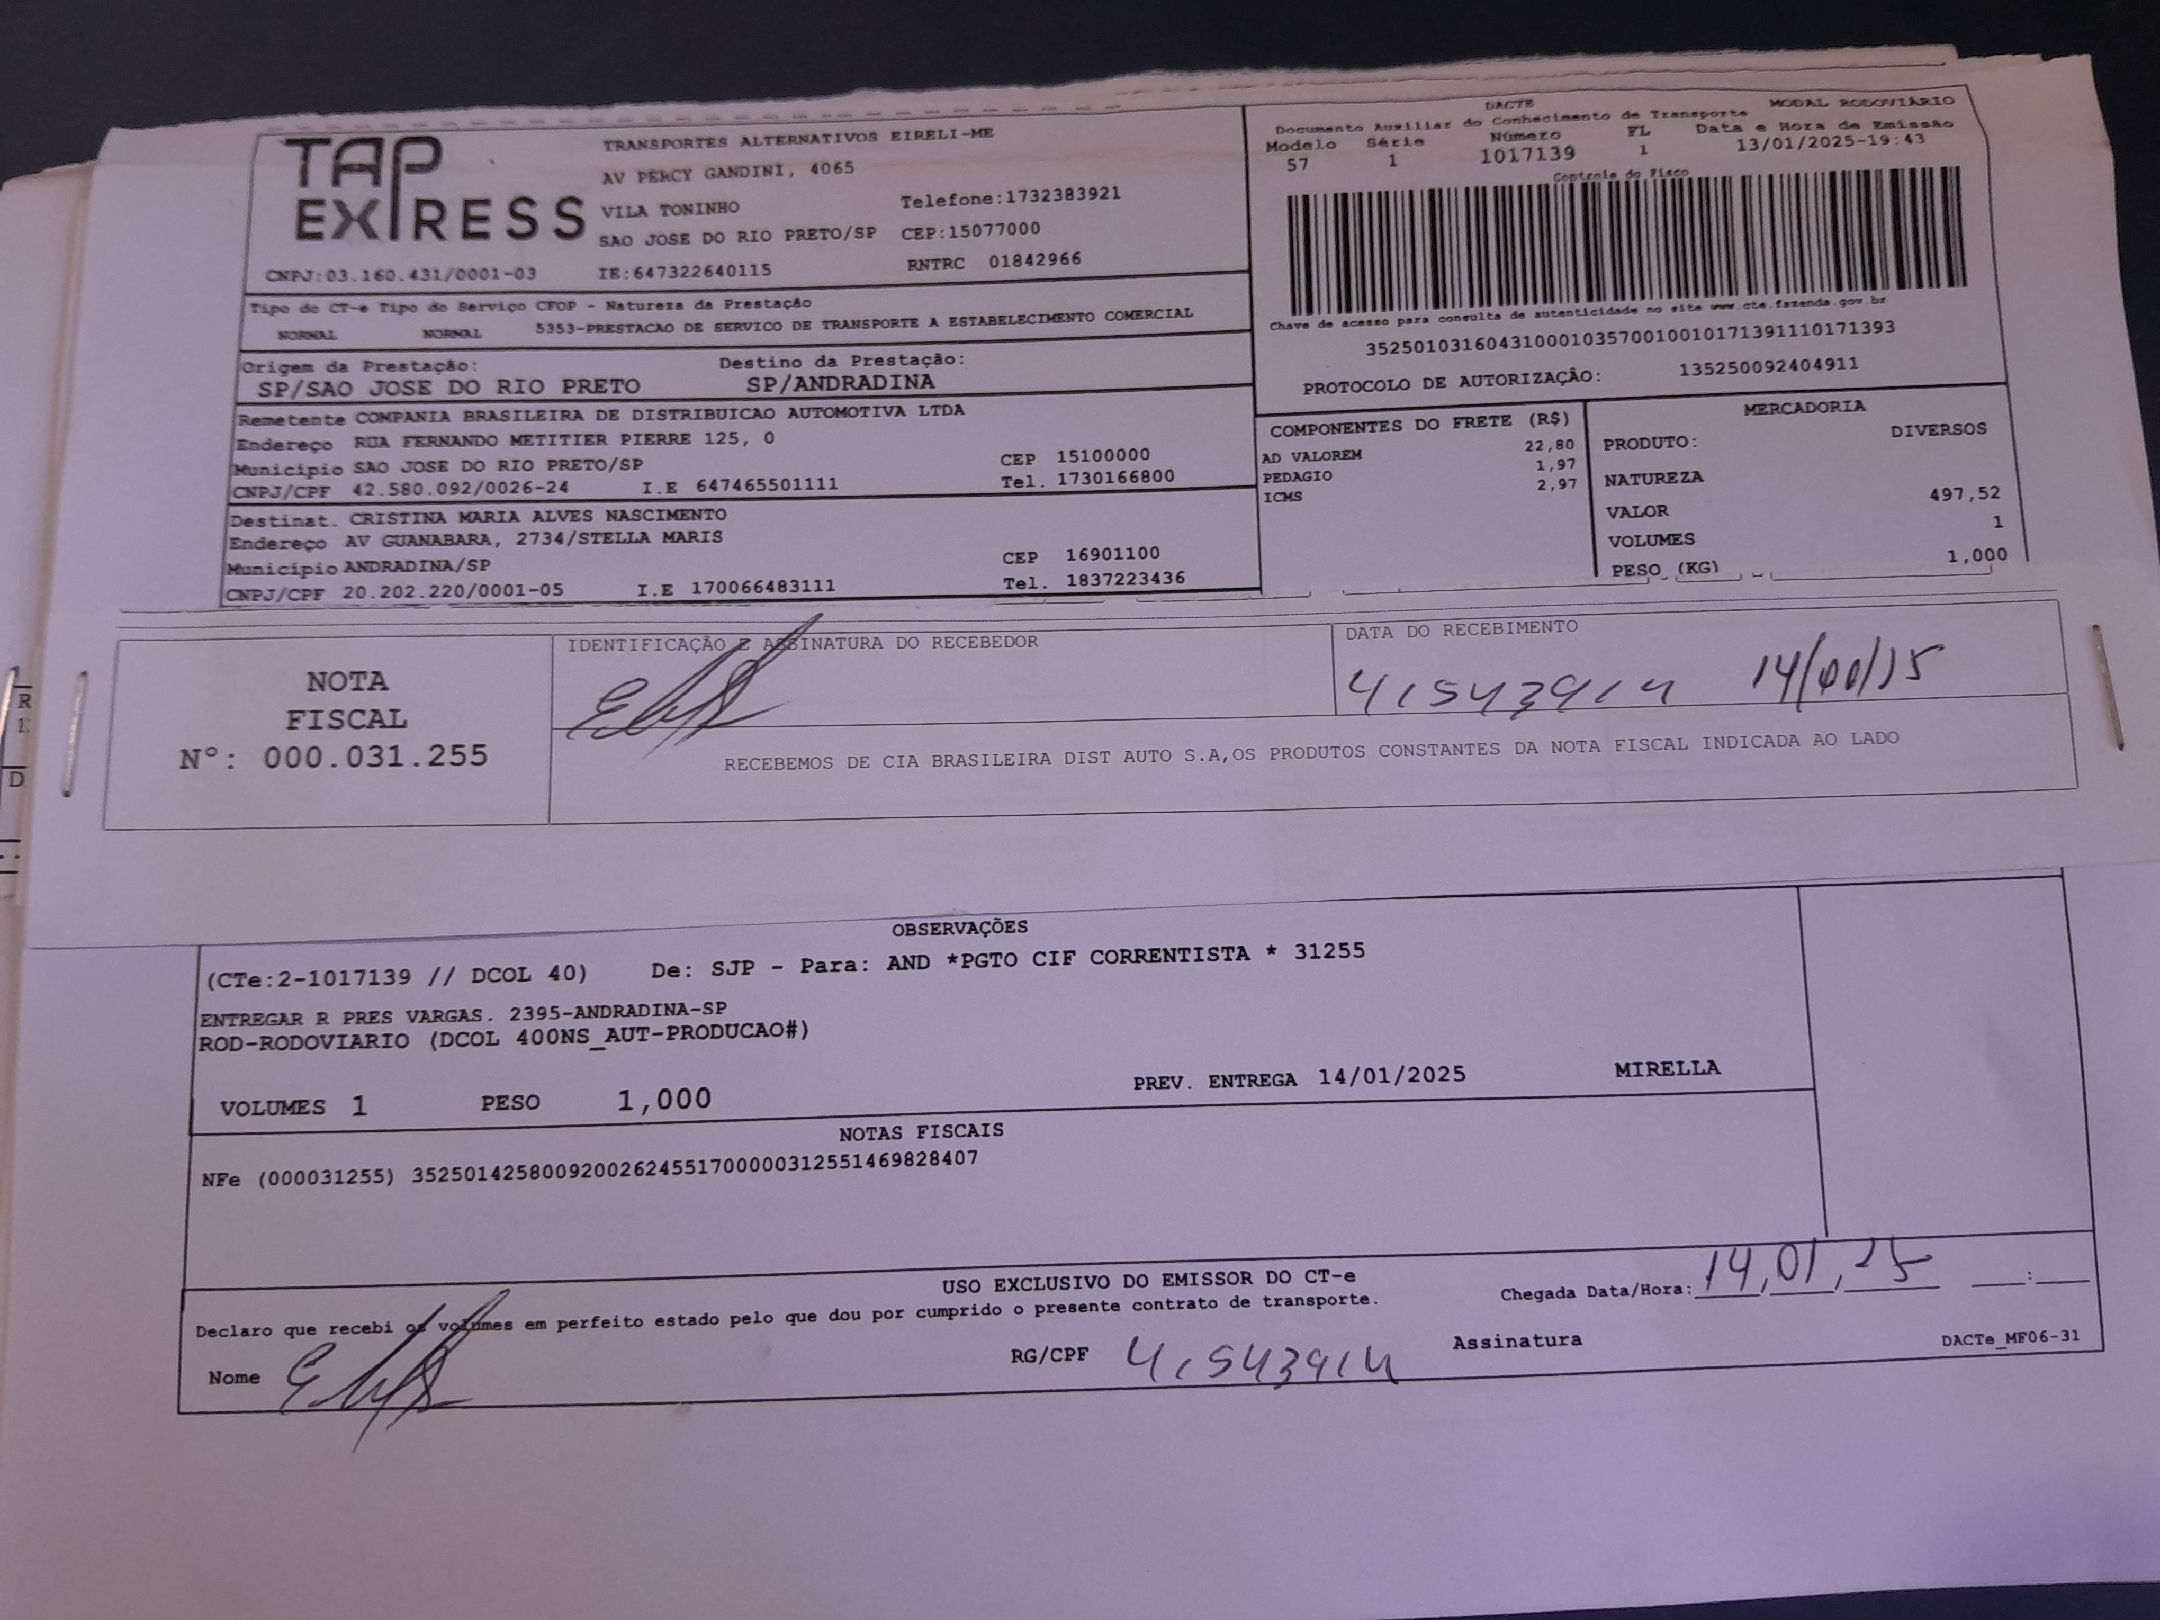 TAP EXPRESS
TRANSPORTES ALTERNATIVOS EIRELI-ME
AV PERCY GANDINI, 4065
VILA TONINHO Telefone:1732383921
SAO JOSE DO RIO PRETO/SP CEP:15077000
CNPJ:03.160.431/0001-03 IE:647322640115 RNTRC 01842966
DACTE MODAL RODOVIÁRIO
Documento Auxiliar do Conhecimento de Transporte
Modelo Série Número FL Data e Hora de Emissão
57 1 1017139 1 13/01/2025-19:43
Controle do Fisco
Chave de acesso para consulta de autenticidade no site www.cte.fazenda.gov.br
35250103160431000103570010010171391110171393
PROTOCOLO DE AUTORIZAÇÃO: 135250092404911
Tipo do CT-e Tipo do Serviço CFOP - Natureza da Prestação
NORMAL NORMAL 5353-PRESTACAO DE SERVICO DE TRANSPORTE A ESTABELECIMENTO COMERCIAL
Origem da Prestação: Destino da Prestação:
SP/SAO JOSE DO RIO PRETO SP/ANDRADINA
Remetente COMPANIA BRASILEIRA DE DISTRIBUICAO AUTOMOTIVA LTDA
Endereço RUA FERNANDO METITIER PIERRE 125, 0
Município SAO JOSE DO RIO PRETO/SP CEP 15100000
CNPJ/CPF 42.580.092/0026-24 I.E 647465501111 Tel. 1730166800
Destinat. CRISTINA MARIA ALVES NASCIMENTO
Endereço AV GUANABARA, 2734/STELLA MARIS
Município ANDRADINA/SP CEP 16901100
CNPJ/CPF 20.202.220/0001-05 I.E 170066483111 Tel. 1837223436
COMPONENTES DO FRETE (R$)
22,80
AD VALOREM 1,97
PEDAGIO 2,97
ICMS
MERCADORIA
PRODUTO: DIVERSOS
NATUREZA
VALOR 497,52
VOLUMES 1
PESO (KG) 1,000
NOTA
FISCAL
Nº: 000.031.255
IDENTIFICAÇÃO E ASSINATURA DO RECEBEDOR
DATA DO RECEBIMENTO
41543914
RECEBEMOS DE CIA BRASILEIRA DIST AUTO S.A,OS PRODUTOS CONSTANTES DA NOTA FISCAL INDICADA AO LADO
OBSERVAÇÕES
(CTe:2-1017139 // DCOL 40) De: SJP - Para: AND *PGTO CIF CORRENTISTA * 31255
ENTREGAR R PRES VARGAS. 2395-ANDRADINA-SP
ROD-RODOVIARIO (DCOL 400NS_AUT-PRODUCAO#)
VOLUMES 1 PESO 1,000 PREV. ENTREGA 14/01/2025 MIRELLA
NOTAS FISCAIS
NFe (000031255) 35250142580092002624551700000312551469828407
USO EXCLUSIVO DO EMISSOR DO CT-e
Declaro que recebi os volumes em perfeito estado pelo que dou por cumprido o presente contrato de transporte.
Chegada Data/Hora: 14,01,25 :
Nome RG/CPF 41543914 Assinatura
DACTe_MF06-31